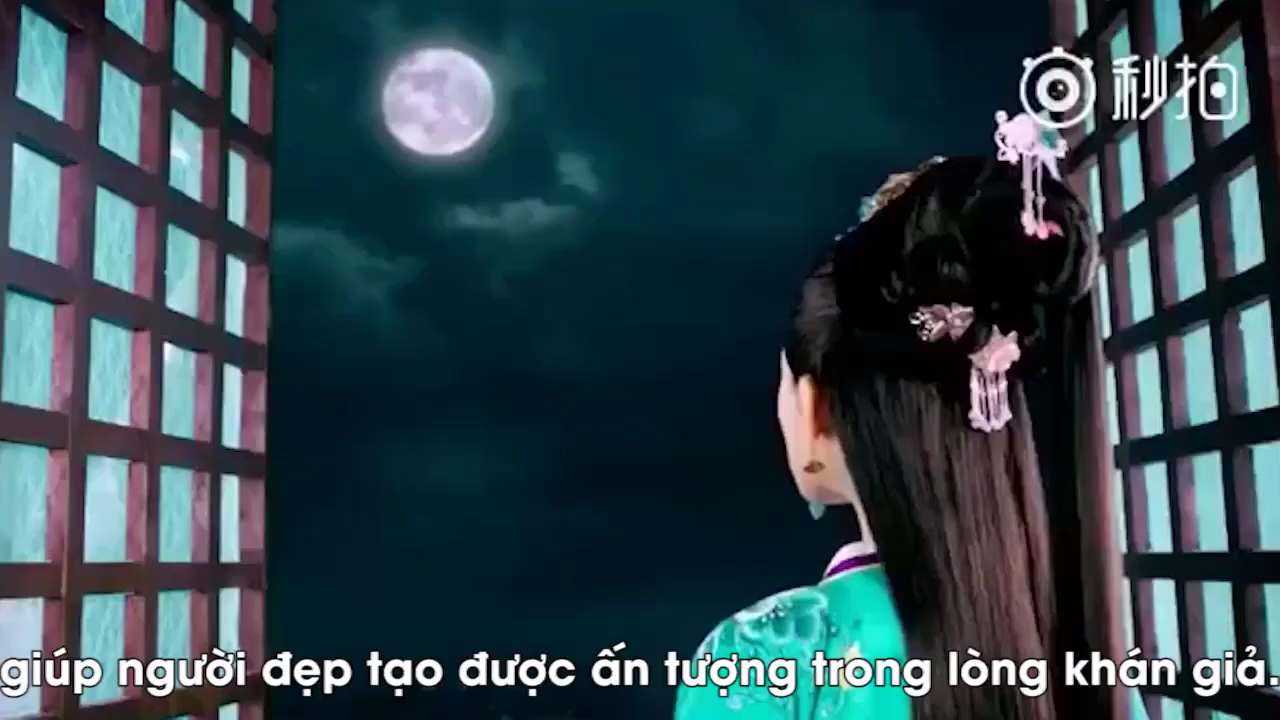 秒拍
giúp người đẹp tạo được ấn tượng trong lòng khán giả.